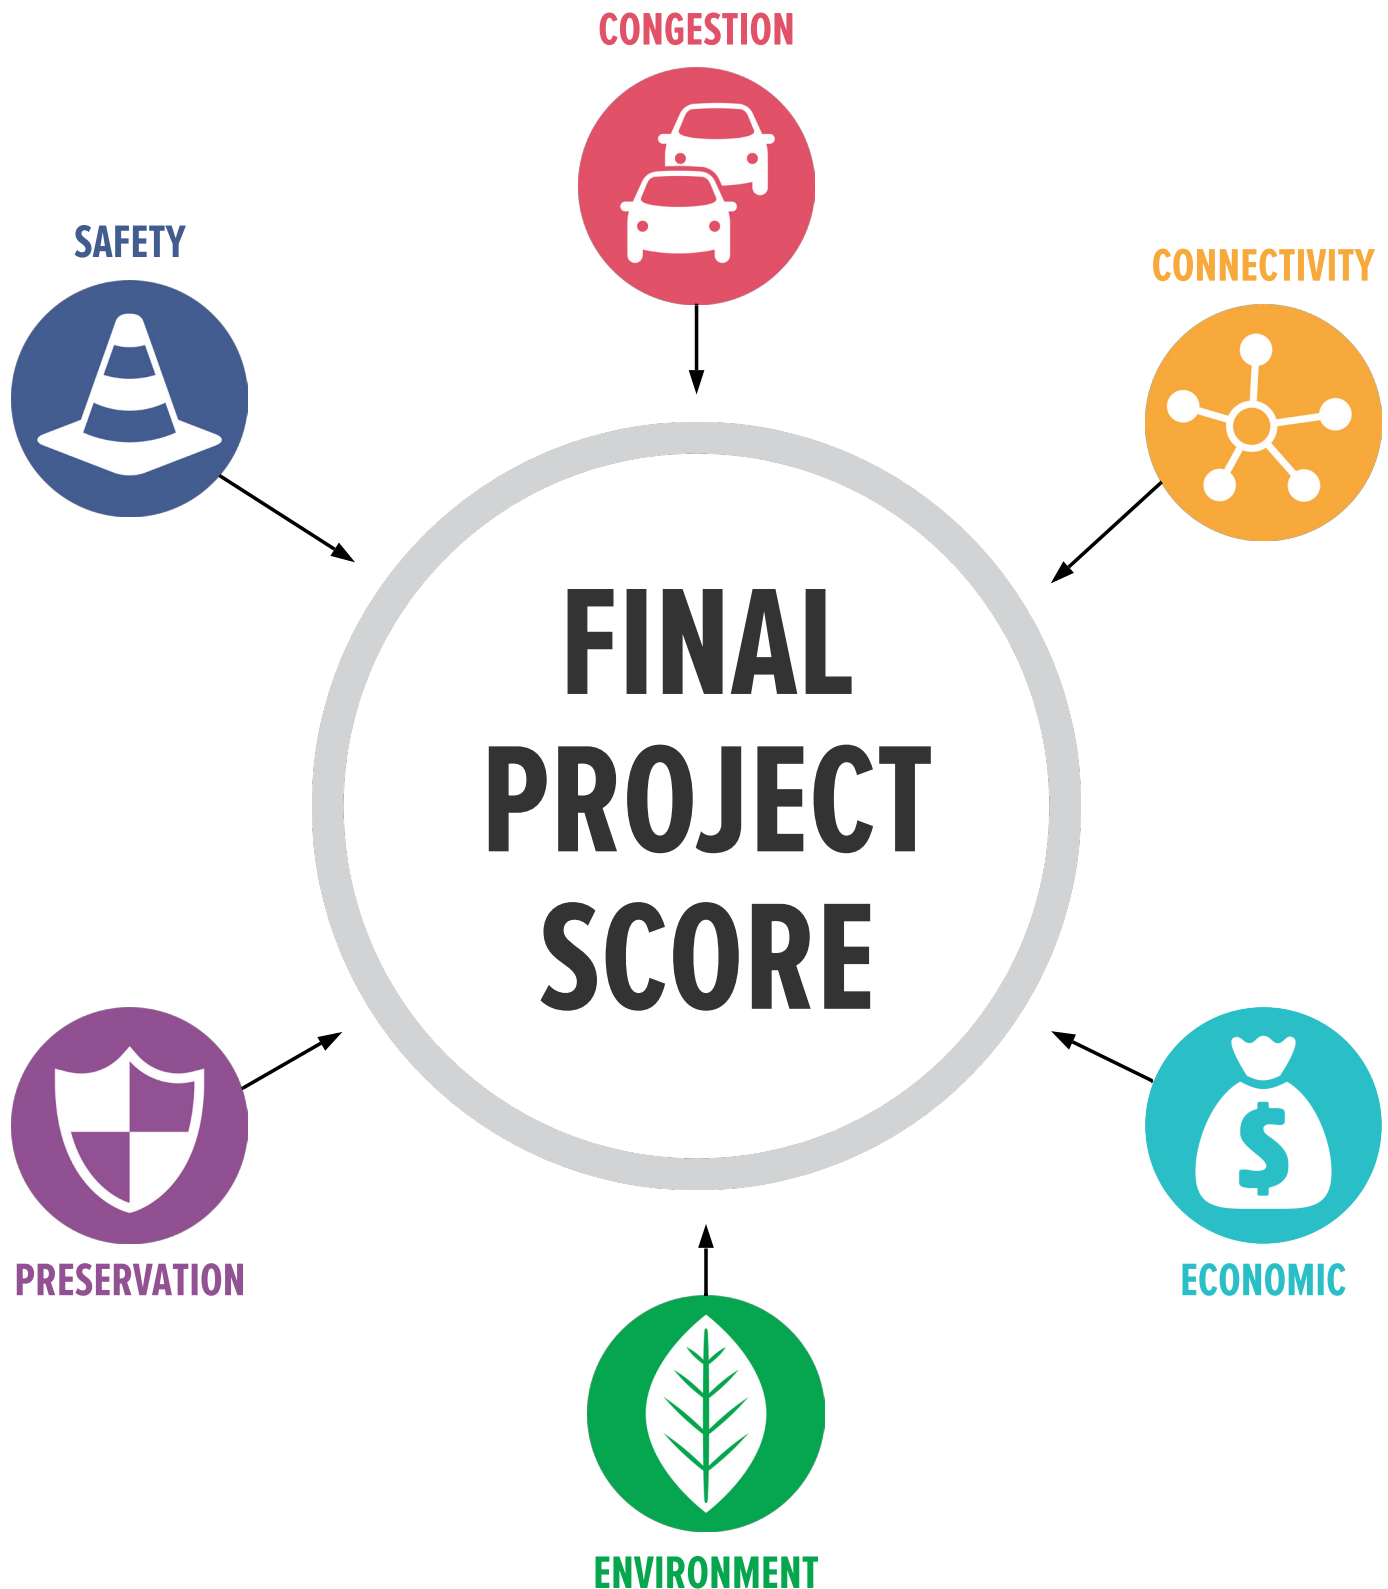 CONGESTION
SAFETY
CONNECTIVITY
FINAL
PROJECT
SCORE
$
PRESERVATION
ECONOMIC
ENVIRONMENT